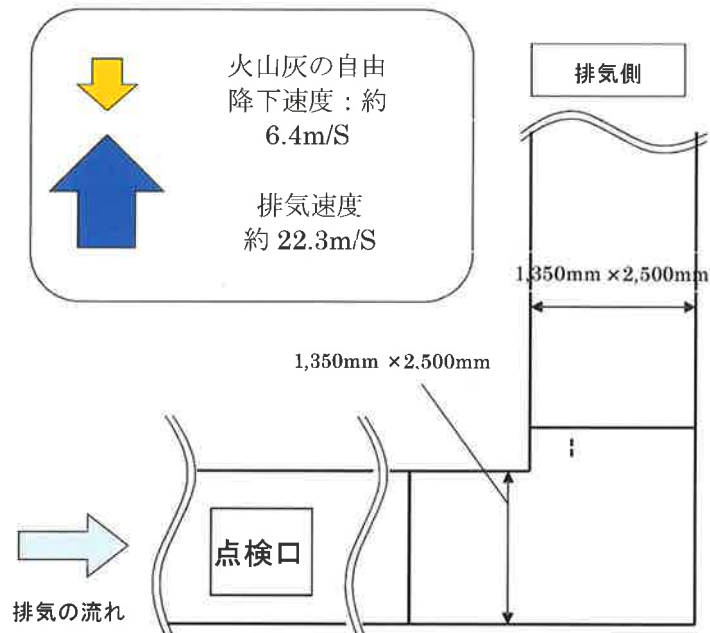 火山灰の自由
降下速度：約
6.4m/S
排気速度
約 22.3m/S
排気側
1,350mm ×2,500mm
1,350mm ×2,500mm
点検口
排気の流れ